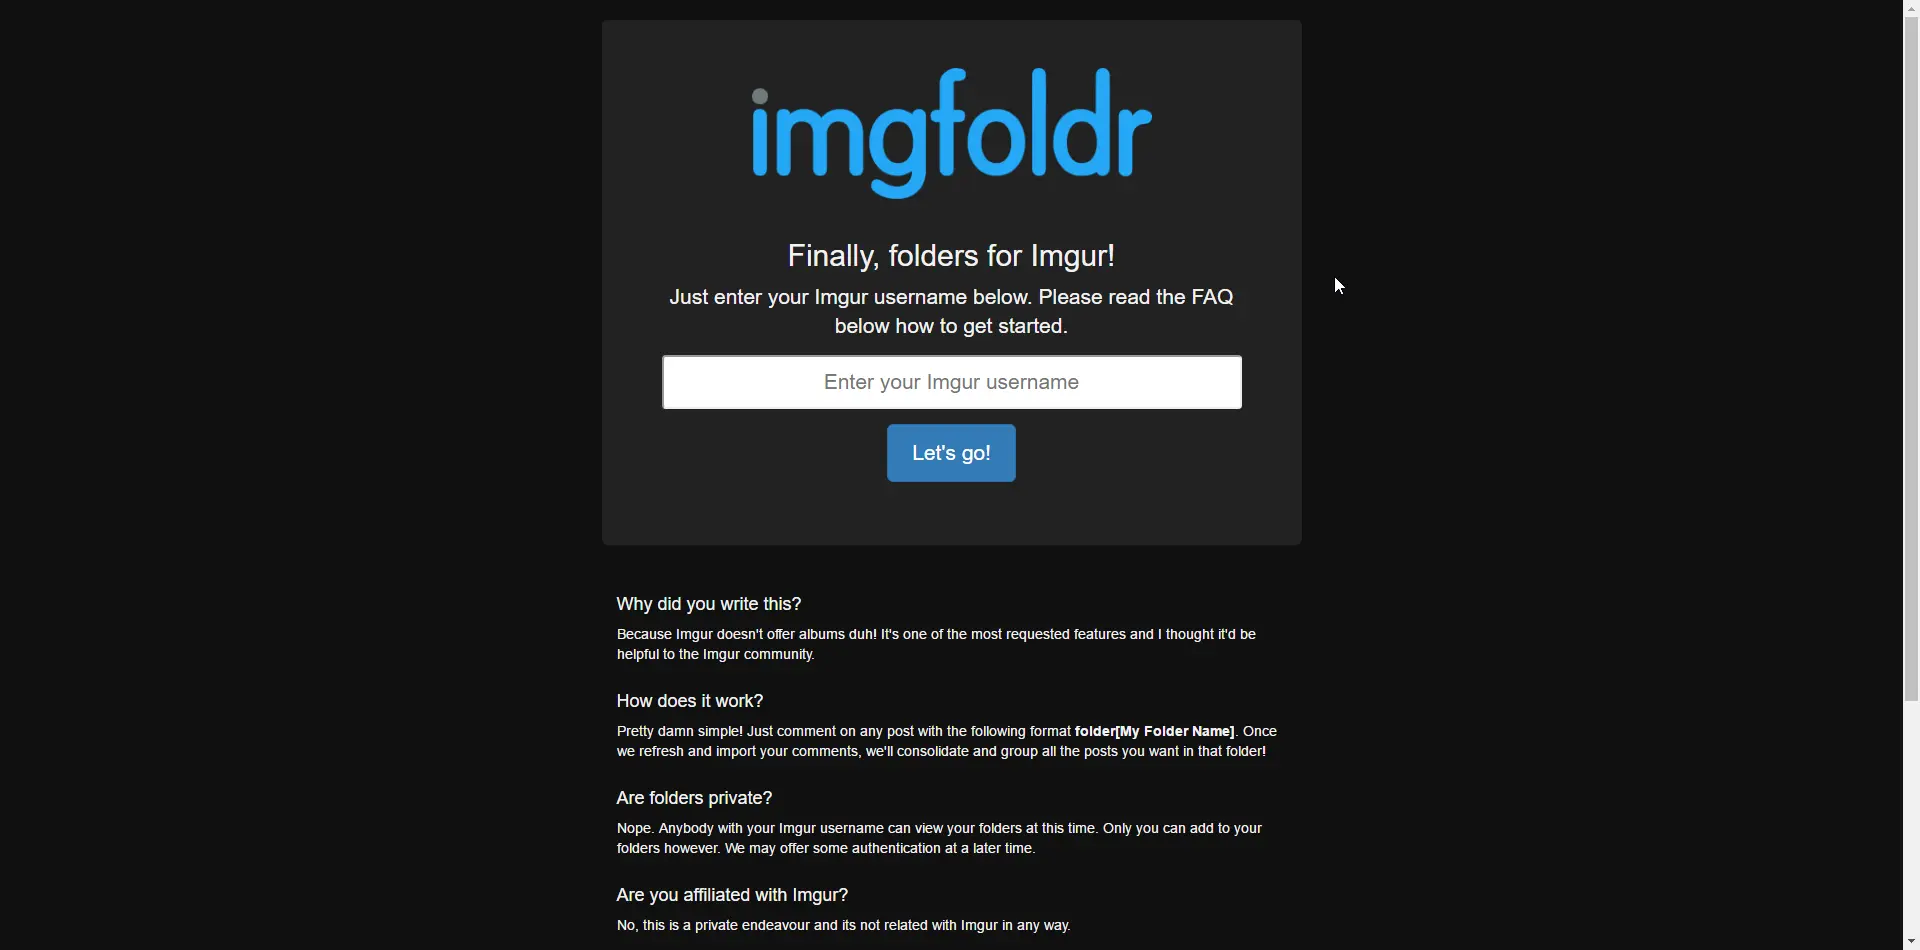 imgfoldr
Finally, folders for Imgur!
Just enter your Imgur username below. Please read the FAQ
below how to get started.
Enter your Imgur username
Let's go!
Why did you write this?
Because Imgur doesn't offer albums duh! It's one of the most requested features and I thought it'd be
helpful to the Imgur community.
How does it work?
Pretty damn simple! Just comment on any post with the following format folder[My Folder Name]. Once
we refresh and import your comments, we'll consolidate and group all the posts you want in that folder!
Are folders private?
Nope. Anybody with your Imgur username can view your folders at this time. Only you can add to your
folders however. We may offer some authentication at a later time.
Are you affiliated with Imgur?
No, this is a private endeavour and its not related with Imgur in any way.